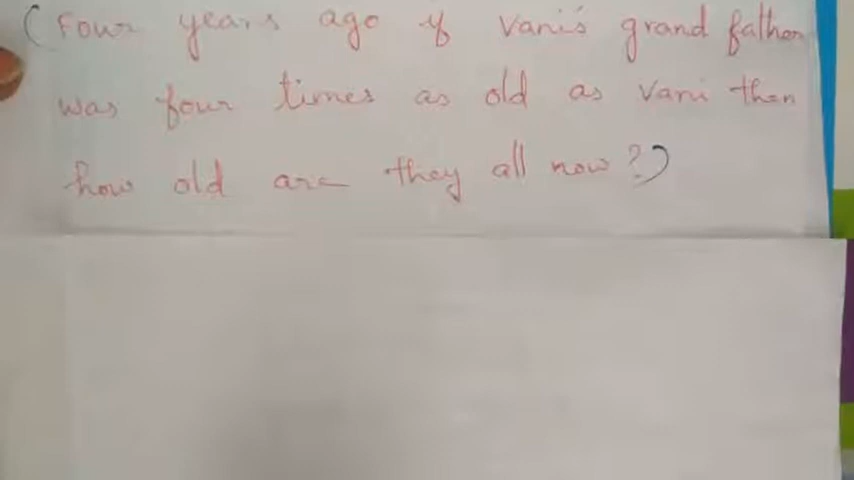 (Four years ago if Vani's grand father
was four times as old as Vani then
how old are they all now?)